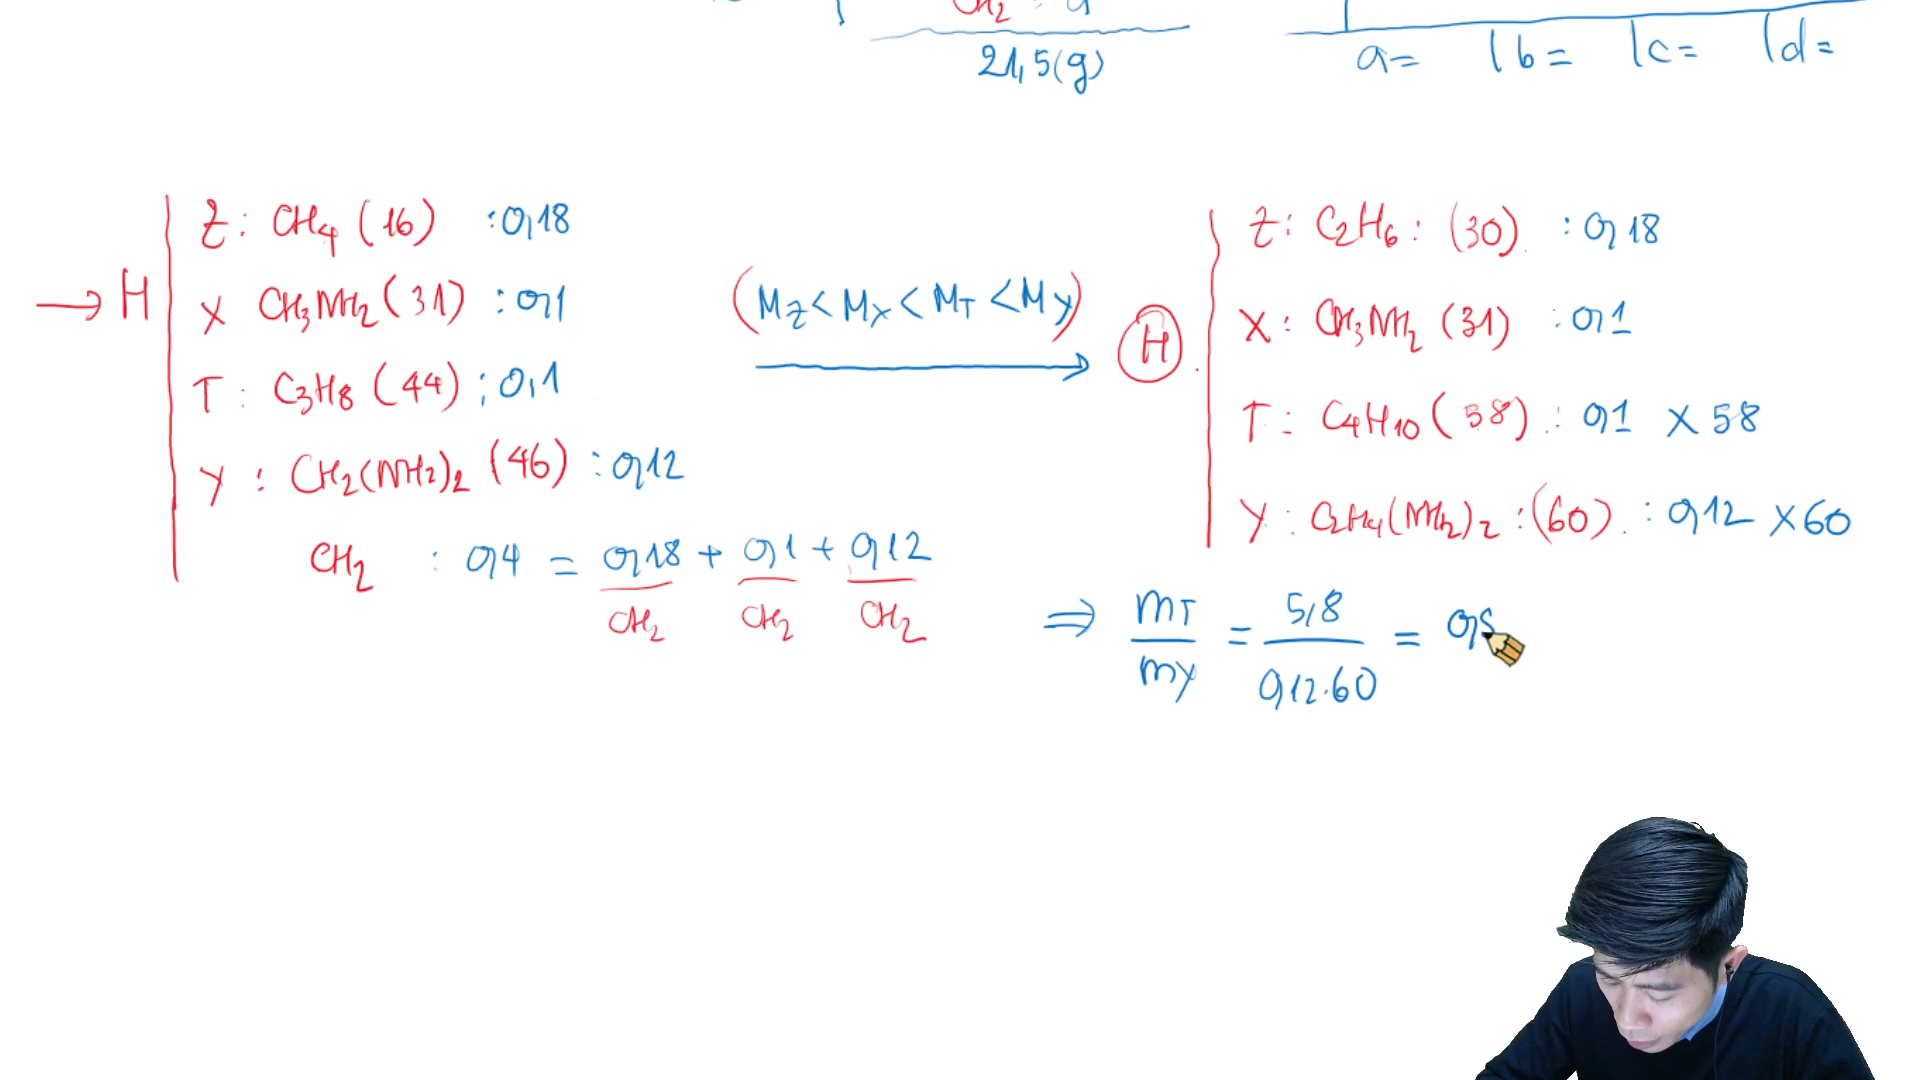 21,5(g)
a= | b= | c= | d=
Z: CH4 (16) : 0,18
X CH3NH2 (31) : 0,1
→ H
T: C3H8 (44) : 0,1
Y: CH2(NH2)2 (46) : 0,12
CH2 : 0,4 = 0,18 + 0,1 + 0,12
CH2 CH2 CH2
(MZ < MX < MT < MY)
H
Z: C2H6: (30) : 0,18
X: CH3NH2 (31) : 0,1
T: C4H10 (58) : 0,1 x 58
Y: C2H4(NH2)2 : (60) : 0,12 x 60
⇒ mT/mY = 5,8/0,12.60 = 0,8